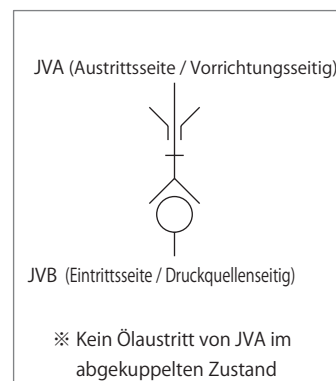 JVA (Austrittsseite / Vorrichtungsseitig)
JVB (Eintrittsseite / Druckquellenseitig)
※ Kein Ölaustritt von JVA im
abgekuppelten Zustand